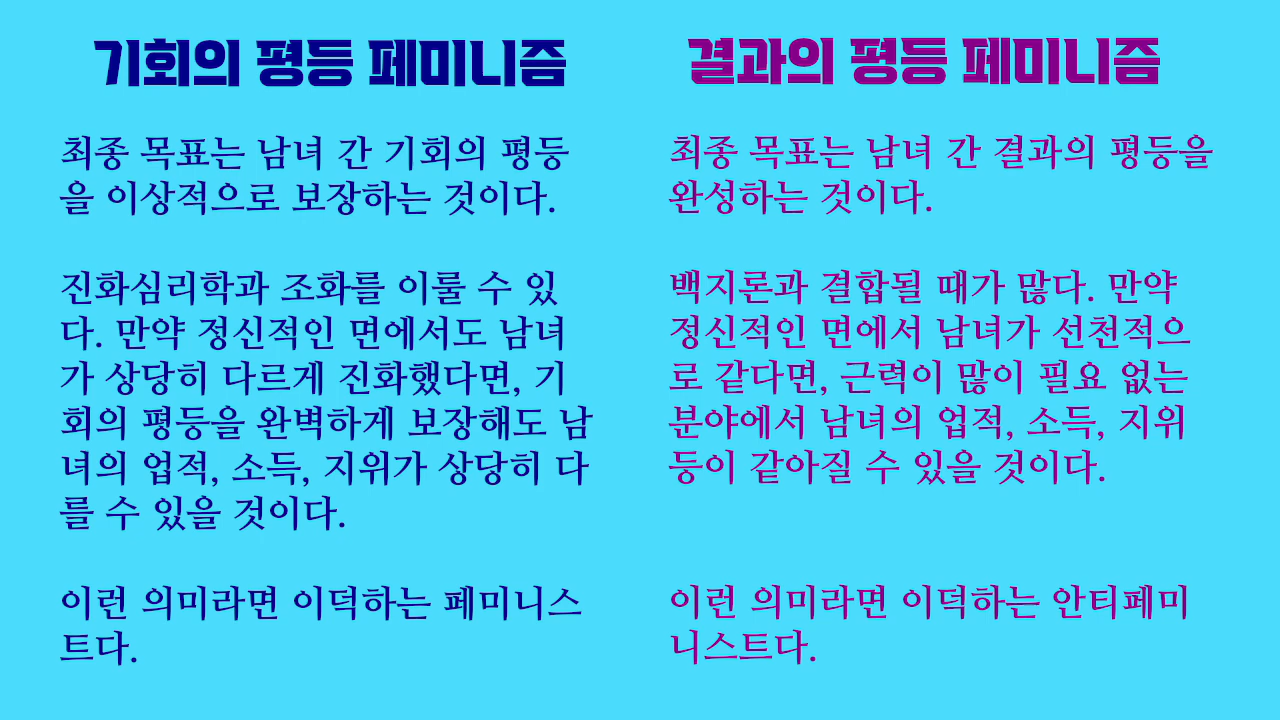 기회의 평등 페미니즘
최종 목표는 남녀 간 기회의 평등
을 이상적으로 보장하는 것이다.
진화심리학과 조화를 이룰 수 있
다. 만약 정신적인 면에서도 남녀
가 상당히 다르게 진화했다면, 기
회의 평등을 완벽하게 보장해도 남
녀의 업적, 소득, 지위가 상당히 다
를 수 있을 것이다.
이런 의미라면 이덕하는 페미니스
트다.
결과의 평등 페미니즘
최종 목표는 남녀 간 결과의 평등을
완성하는 것이다.
백지론과 결합될 때가 많다. 만약
정신적인 면에서 남녀가 선천적으
로 같다면, 근력이 많이 필요 없는
분야에서 남녀의 업적, 소득, 지위
등이 같아질 수 있을 것이다.
이런 의미라면 이덕하는 안티페미
니스트다.